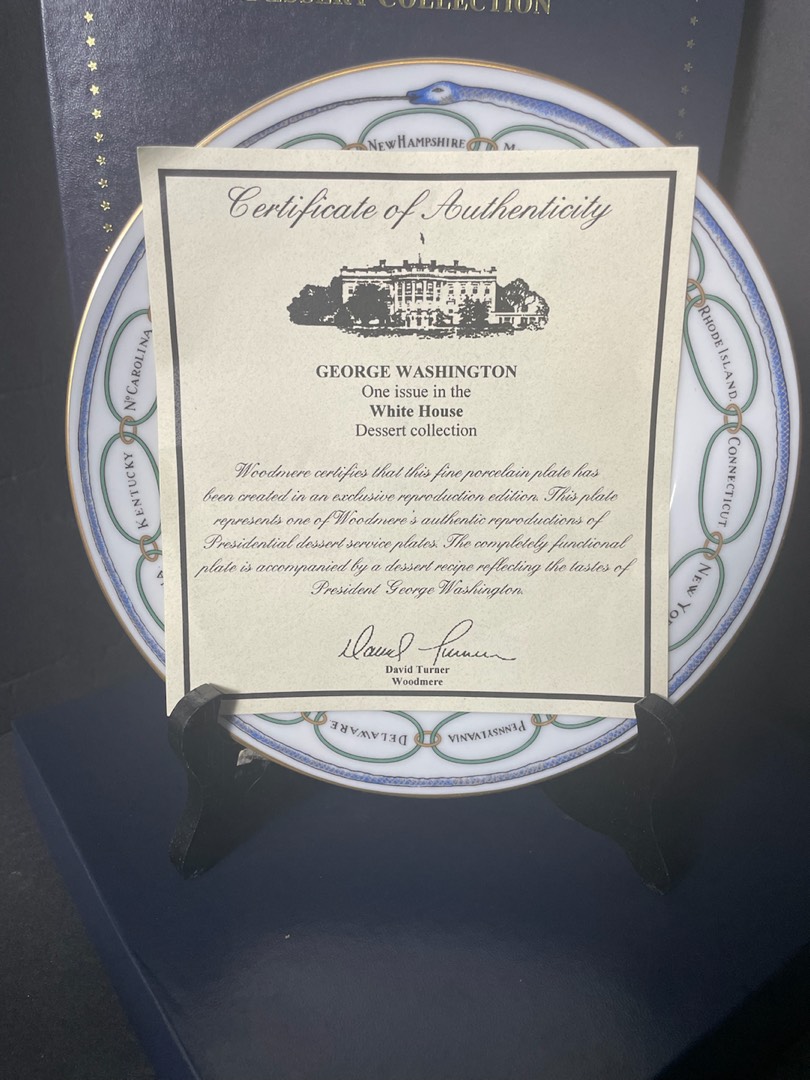 DESSERT COLLECTION
NEW HAMPSHIRE
RHODE ISLAND
CONNECTICUT
NEW YO
PENNSYLVANIA
DELAWARE
KENTUCKY
Nº CAROLINA
Certificate of Authenticity
GEORGE WASHINGTON
One issue in the
White House
Dessert collection
Woodmere certifies that this fine porcelain plate has
been created in an exclusive reproduction edition. This plate
represents one of Woodmere's authentic reproductions of
Presidential dessert service plates. The completely functional
plate is accompanied by a dessert recipe reflecting the tastes of
President George Washington.
David Turner
David Turner
Woodmere